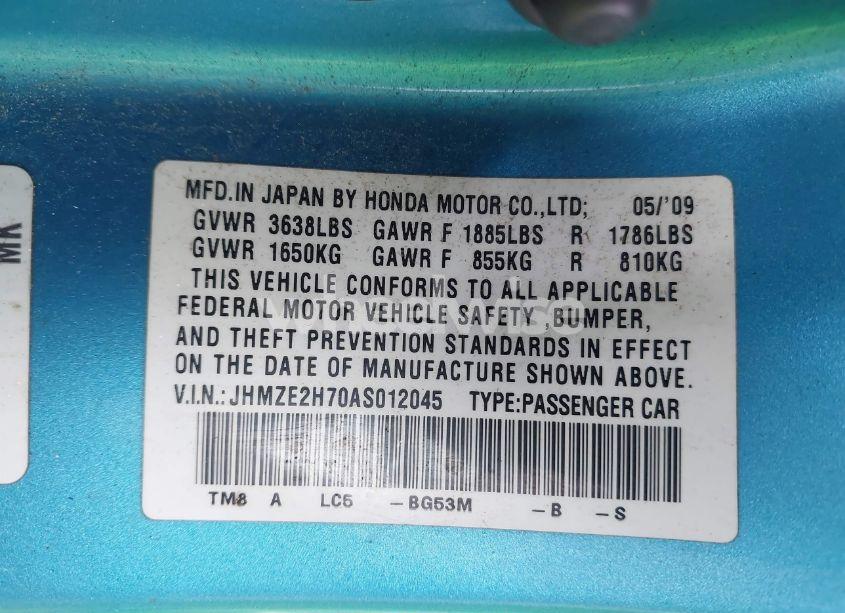 MFD.IN JAPAN BY HONDA MOTOR CO.,LTD; 05/'09
GVWR 3638LBS GAWR F 1885LBS R 1786LBS
GVWR 1650KG GAWR F 855KG R 810KG
THIS VEHICLE CONFORMS TO ALL APPLICABLE
FEDERAL MOTOR VEHICLE SAFETY ,BUMPER,
AND THEFT PREVENTION STANDARDS IN EFFECT
ON THE DATE OF MANUFACTURE SHOWN ABOVE.
V.I.N.: JHMZE2H70AS012045 TYPE:PASSENGER CAR
TM8 A LC5 -BG53M -B -S
MK